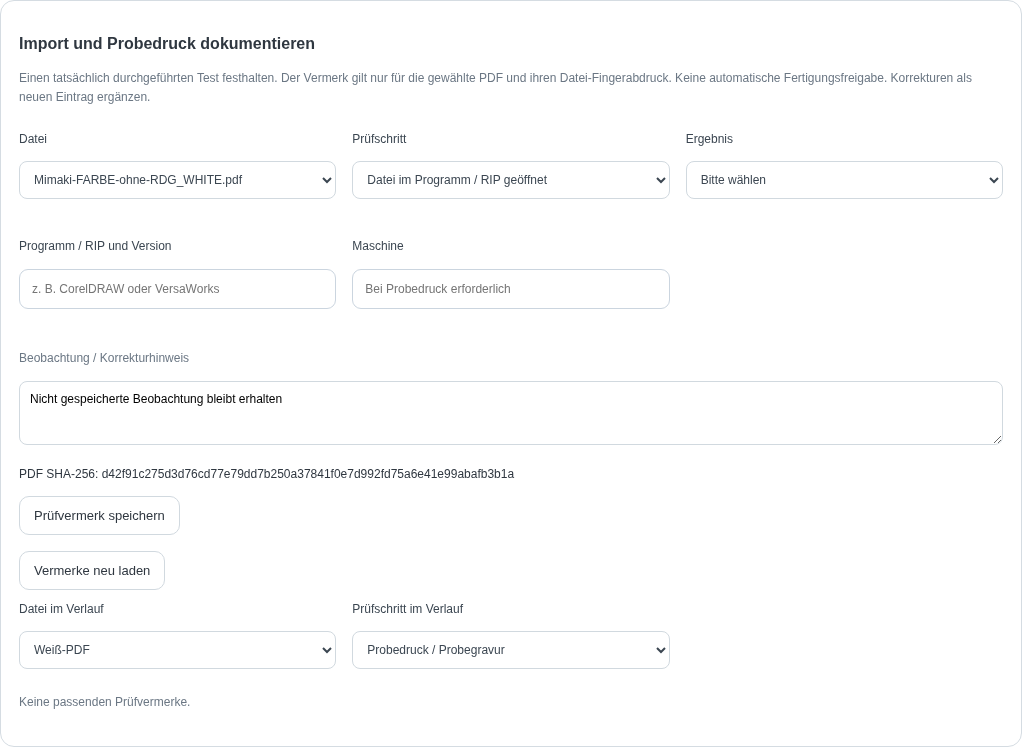 Import und Probedruck dokumentieren
Einen tatsächlich durchgeführten Test festhalten. Der Vermerk gilt nur für die gewählte PDF und ihren Datei-Fingerabdruck. Keine automatische Fertigungsfreigabe. Korrekturen als
neuen Eintrag ergänzen.
Datei
Prüfschritt
Ergebnis
Mimaki-FARBE-ohne-RDG_WHITE.pdf
Datei im Programm / RIP geöffnet
Bitte wählen
Programm / RIP und Version
Maschine
z. B. CorelDRAW oder VersaWorks
Bei Probedruck erforderlich
Beobachtung / Korrekturhinweis
Nicht gespeicherte Beobachtung bleibt erhalten
PDF SHA-256: d42f91c275d3d76cd77e79dd7b250a37841f0e7d992fd75a6e41e99abafb3b1a
Prüfvermerk speichern
Vermerke neu laden
Datei im Verlauf
Prüfschritt im Verlauf
Weiß-PDF
Probedruck / Probegravur
Keine passenden Prüfvermerke.